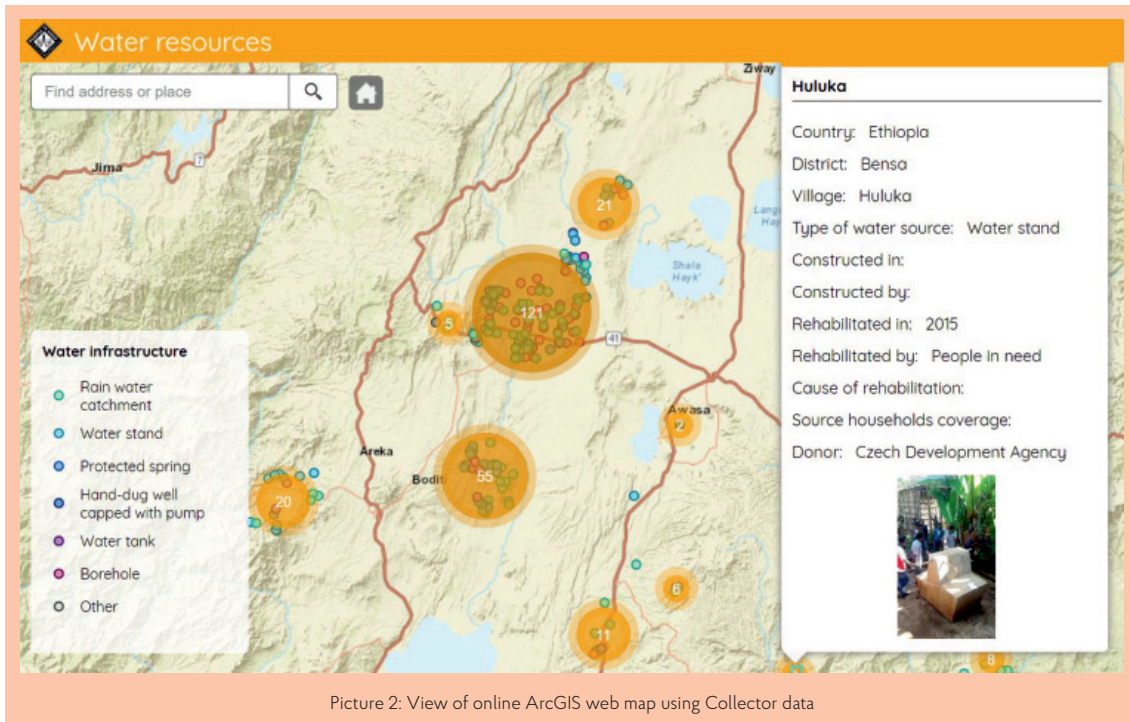 Water resources
Find address or place
Jima
7
Ziway
Shala
Hayk'
21
121
5
41
Awasa
2
Areka
55
20
6
11
8
Water infrastructure
Rain water
catchment
Water stand
Protected spring
Hand-dug well
capped with pump
Water tank
Borehole
Other
Huluka
Country: Ethiopia
District: Bensa
Village: Huluka
Type of water source: Water stand
Constructed in:
Constructed by:
Rehabilitated in: 2015
Rehabilitated by: People in need
Cause of rehabilitation:
Source households coverage:
Donor: Czech Development Agency
Picture 2: View of online ArcGIS web map using Collector data